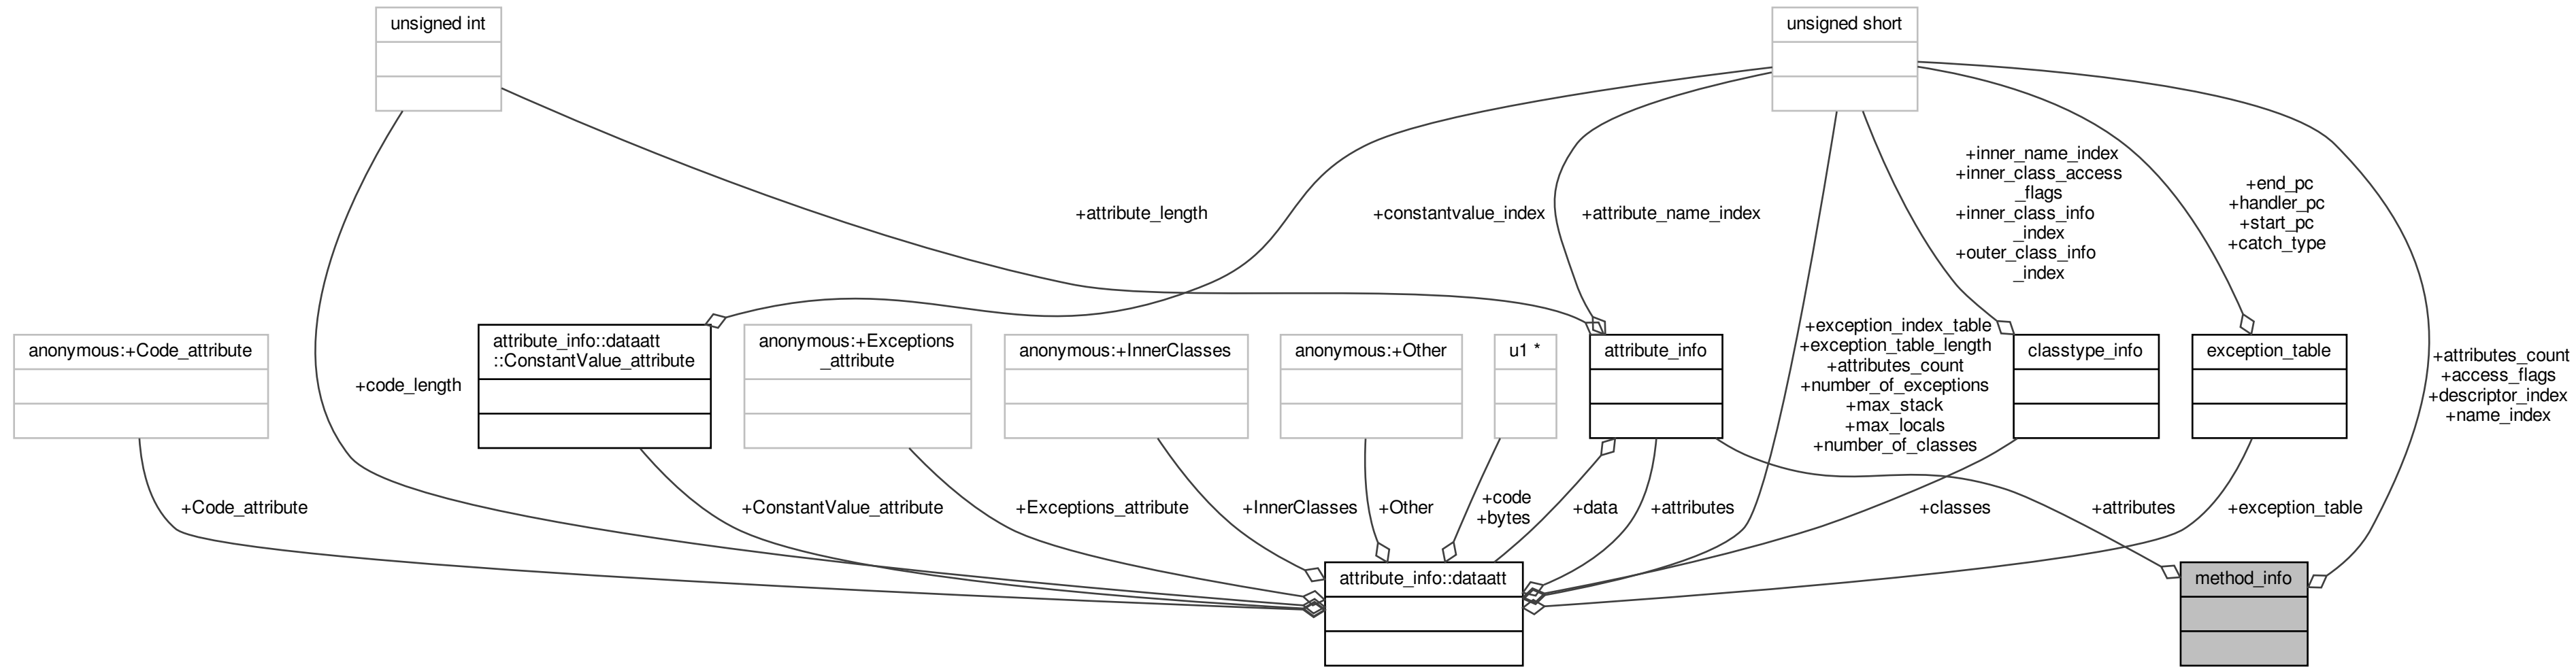 unsigned int
unsigned short
+inner_name_index
+inner_class_access
_flags
+inner_class_info
_index
+outer_class_info
_index
+end_pc
+handler_pc
+start_pc
+catch_type
+attribute_length
+constantvalue_index
+attribute_name_index
anonymous:+Code_attribute
+code_length
attribute_info::dataatt
::ConstantValue_attribute
anonymous:+Exceptions
_attribute
anonymous:+InnerClasses
anonymous:+Other
u1 *
attribute_info
+exception_index_table
+exception_table_length
+attributes_count
+number_of_exceptions
+max_stack
+max_locals
+number_of_classes
classtype_info
exception_table
+attributes_count
+access_flags
+descriptor_index
+name_index
+Code_attribute
+ConstantValue_attribute
+Exceptions_attribute
+InnerClasses
+Other
+code
+bytes
+data
+attributes
+classes
+attributes
+exception_table
attribute_info::dataatt
method_info